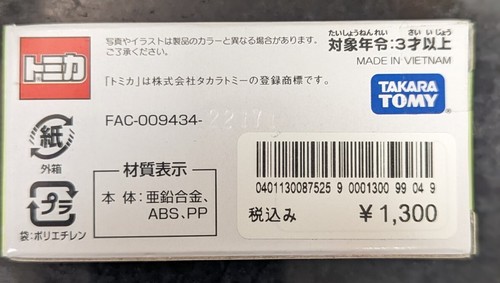 トミカ
写真やイラストは製品のカラーと異なる場合があります。
ご了承ください。
たいしょうねんれい さい いじょう
対象年令:3才以上
MADE IN VIETNAM
「トミカ」は株式会社タカラトミーの登録商標です。
TAKARA
TOMY
FAC-009434-
紙
外箱
プラ
袋:ポリエチレン
材質表示
本体:亜鉛合金、
ABS、PP
0401130087525 9 0001300 99 04 9
税込み ¥1,300